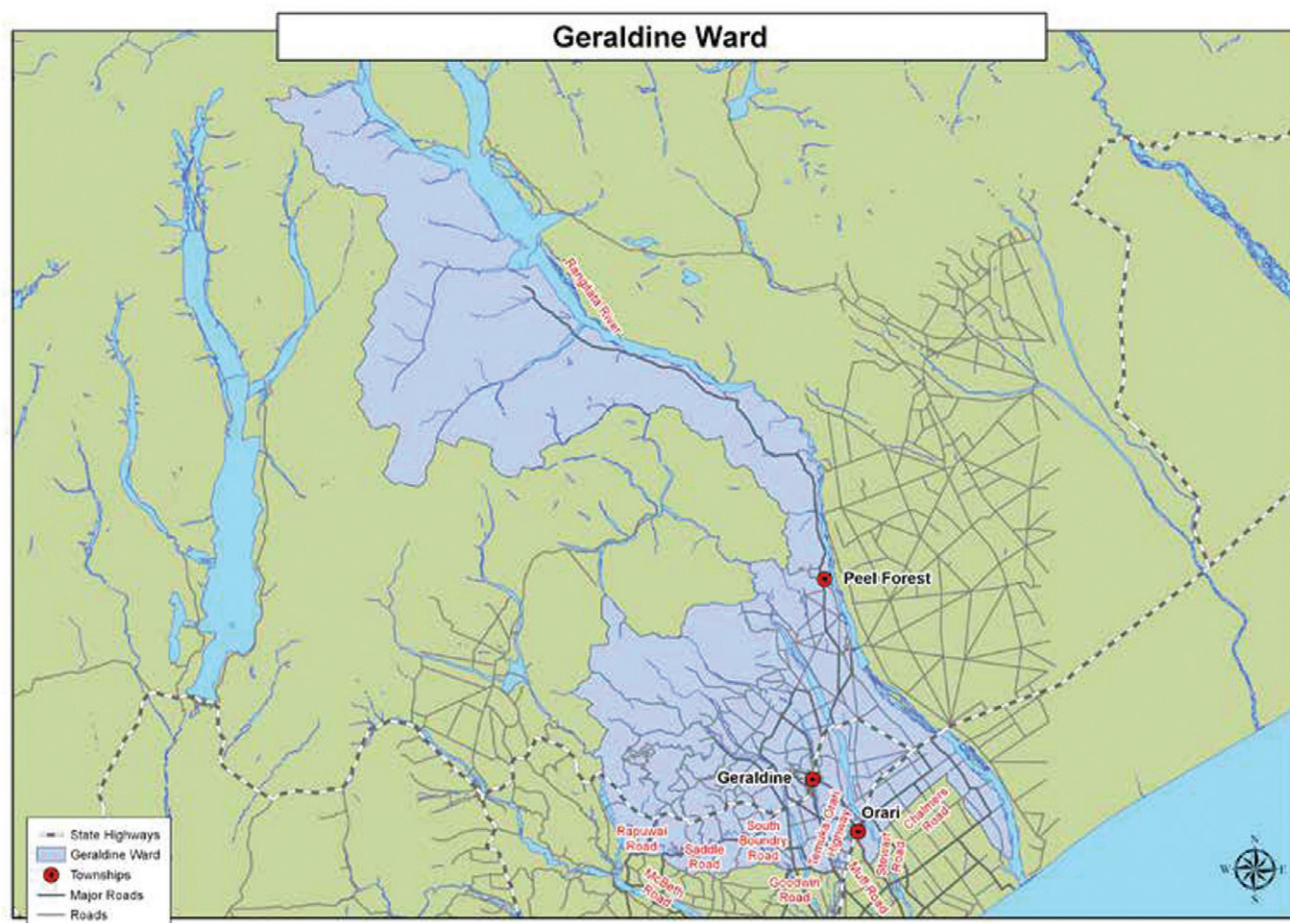 Geraldine Ward
Rangitata River
Peel Forest
Geraldine
Orari
Chalmers
Road
Rapuwai
Road
Saddle
Road
South
Boundry
Road
Temuka Orari
Highway
Stewart
Road
McBeth
Road
Goodwin
Road
Muff Road
State Highways
Geraldine Ward
Townships
Major Roads
Roads
N
W
E
S